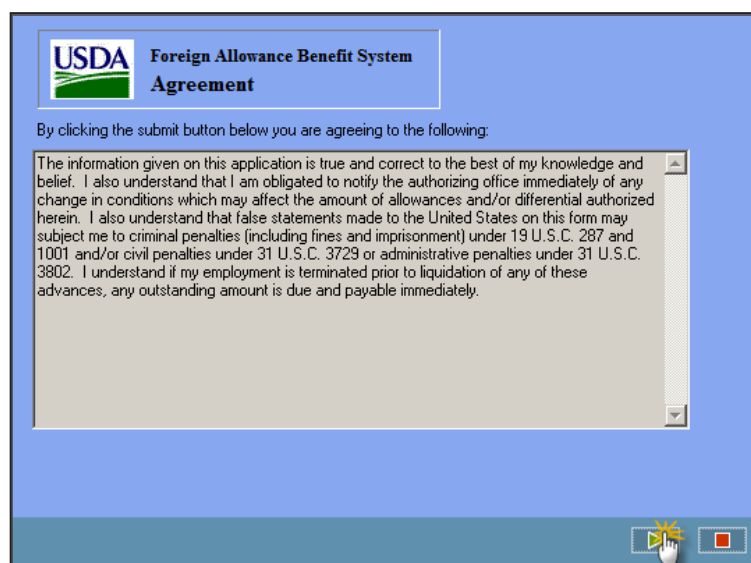 USDA
Foreign Allowance Benefit System
Agreement
By clicking the submit button below you are agreeing to the following:
The information given on this application is true and correct to the best of my knowledge and
belief.  I also understand that I am obligated to notify the authorizing office immediately of any
change in conditions which may affect the amount of allowances and/or differential authorized
herein.  I also understand that false statements made to the United States on this form may
subject me to criminal penalties (including fines and imprisonment) under 19 U.S.C. 287 and
1001 and/or civil penalties under 31 U.S.C. 3729 or administrative penalties under 31 U.S.C.
3802.  I understand if my employment is terminated prior to liquidation of any of these
advances, any outstanding amount is due and payable immediately.